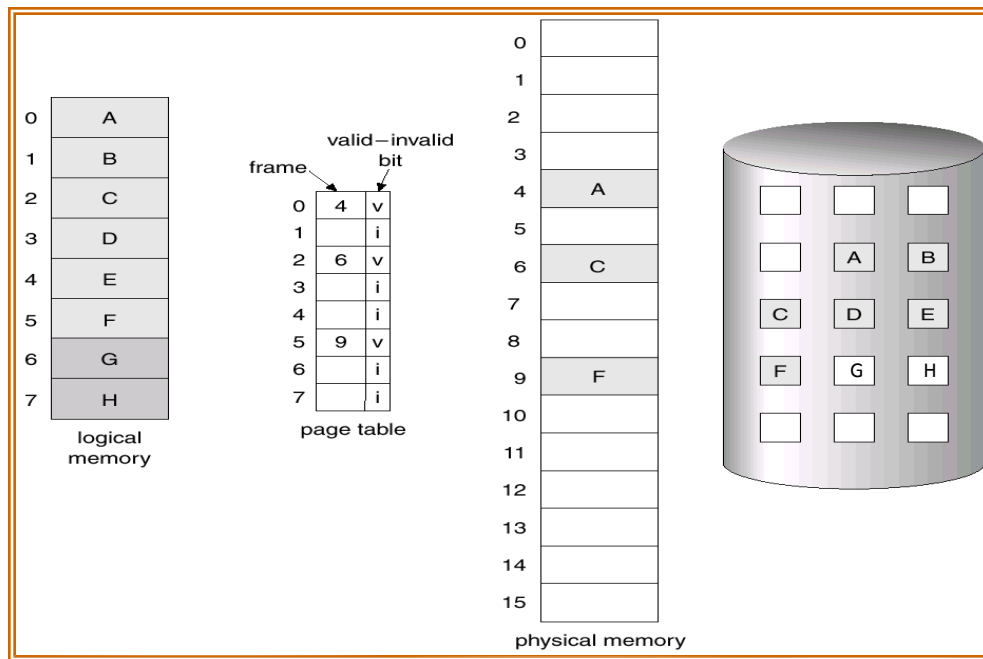 0 A
1 B
2 C
3 D
4 E
5 F
6 G
7 H
logical
memory
valid–invalid
bit
frame
0 4 v
1 i
2 6 v
3 i
4 i
5 9 v
6 i
7 i
page table
0
1
2
3
4 A
5
6 C
7
8
9 F
10
11
12
13
14
15
physical memory
A B
C D E
F G H